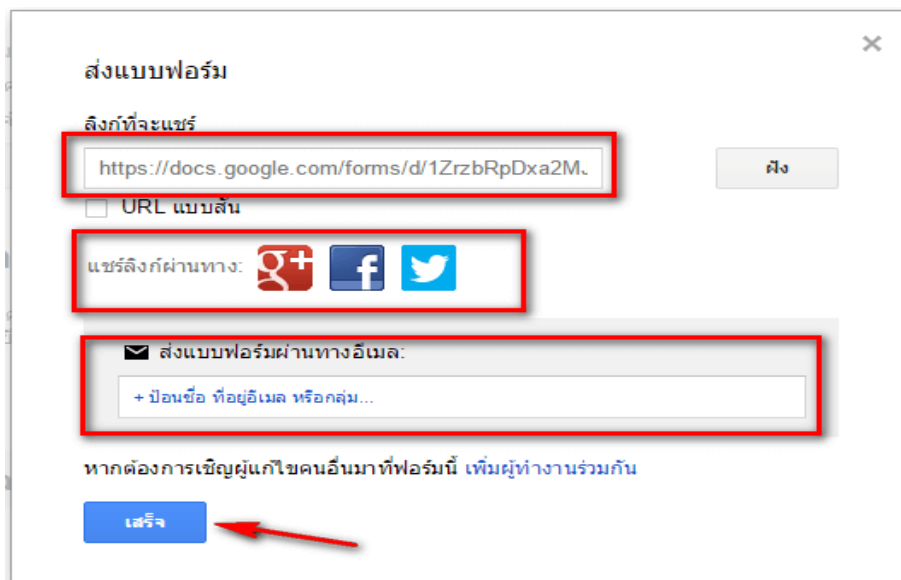 ส่งแบบฟอร์ม
ลิงก์ที่จะแชร์
https://docs.google.com/forms/d/1ZrzbRpDxa2M
ฝัง
URL แบบสั้น
แชร์ลิงก์ผ่านทาง:
ส่งแบบฟอร์มผ่านทางอีเมล:
+ ป้อนชื่อ ที่อยู่อีเมล หรือกลุ่ม...
หากต้องการเชิญผู้แก้ไขคนอื่นมาที่ฟอร์มนี้ เพิ่มผู้ทำงานร่วมกัน
เสร็จ